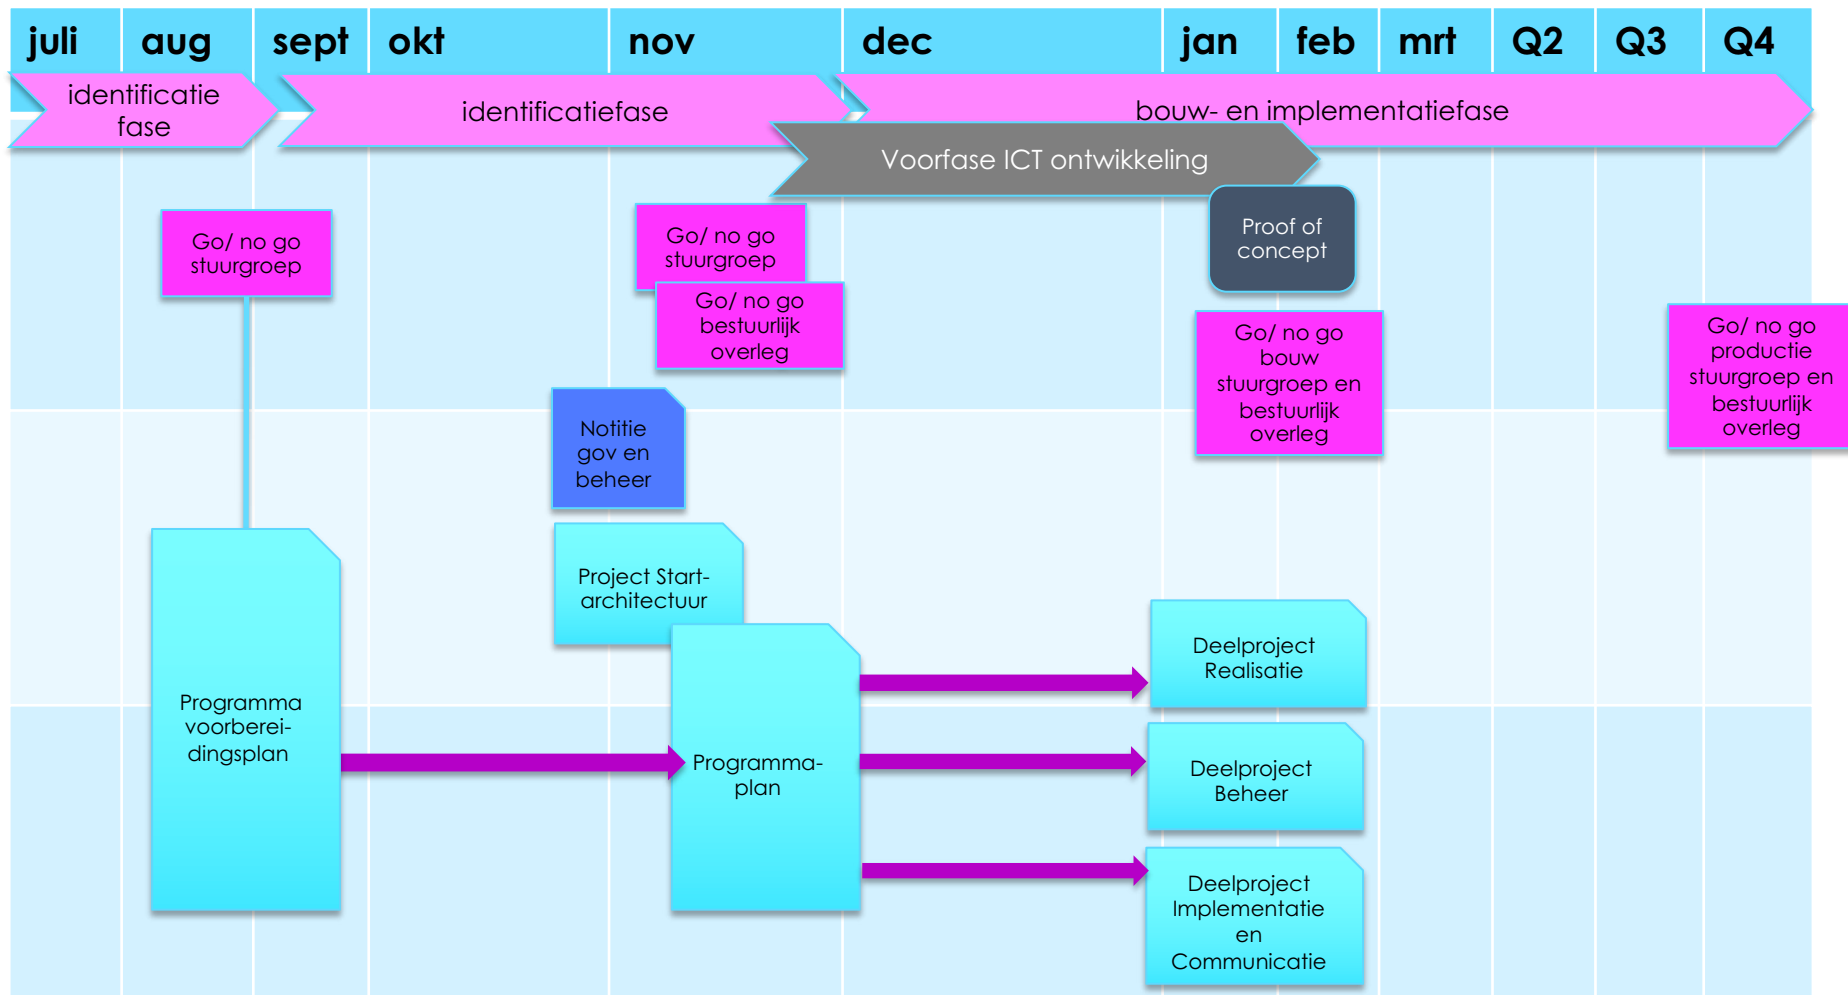 juli aug sept okt nov dec jan feb mrt Q2 Q3 Q4
identificatie
fase
identificatiefase
bouw- en implementatiefase
Voorfase ICT ontwikkeling
Go/ no go
stuurgroep
Go/ no go
stuurgroep
Go/ no go
bestuurlijk
overleg
Proof of
concept
Go/ no go
bouw
stuurgroep en
bestuurlijk
overleg
Go/ no go
productie
stuurgroep en
bestuurlijk
overleg
Notitie
gov en
beheer
Project Start-
architectuur
Programma
voorberei-
dingsplan
Programma-
plan
Deelproject
Realisatie
Deelproject
Beheer
Deelproject
Implementatie
en
Communicatie